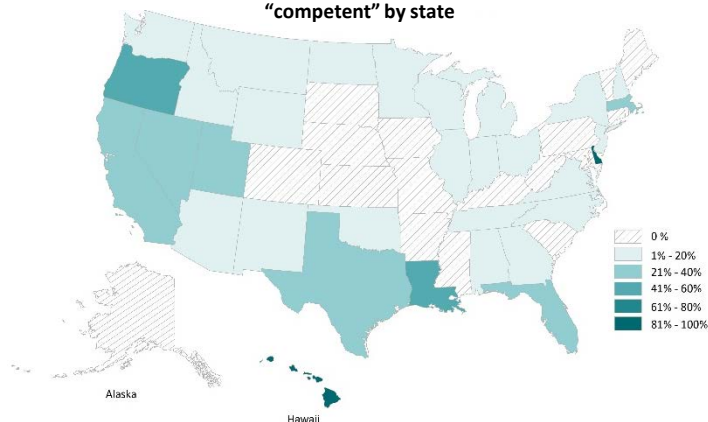 “competent” by state
0 %
1% - 20%
21% - 40%
41% - 60%
61% - 80%
81% - 100%
Alaska
Hawaii